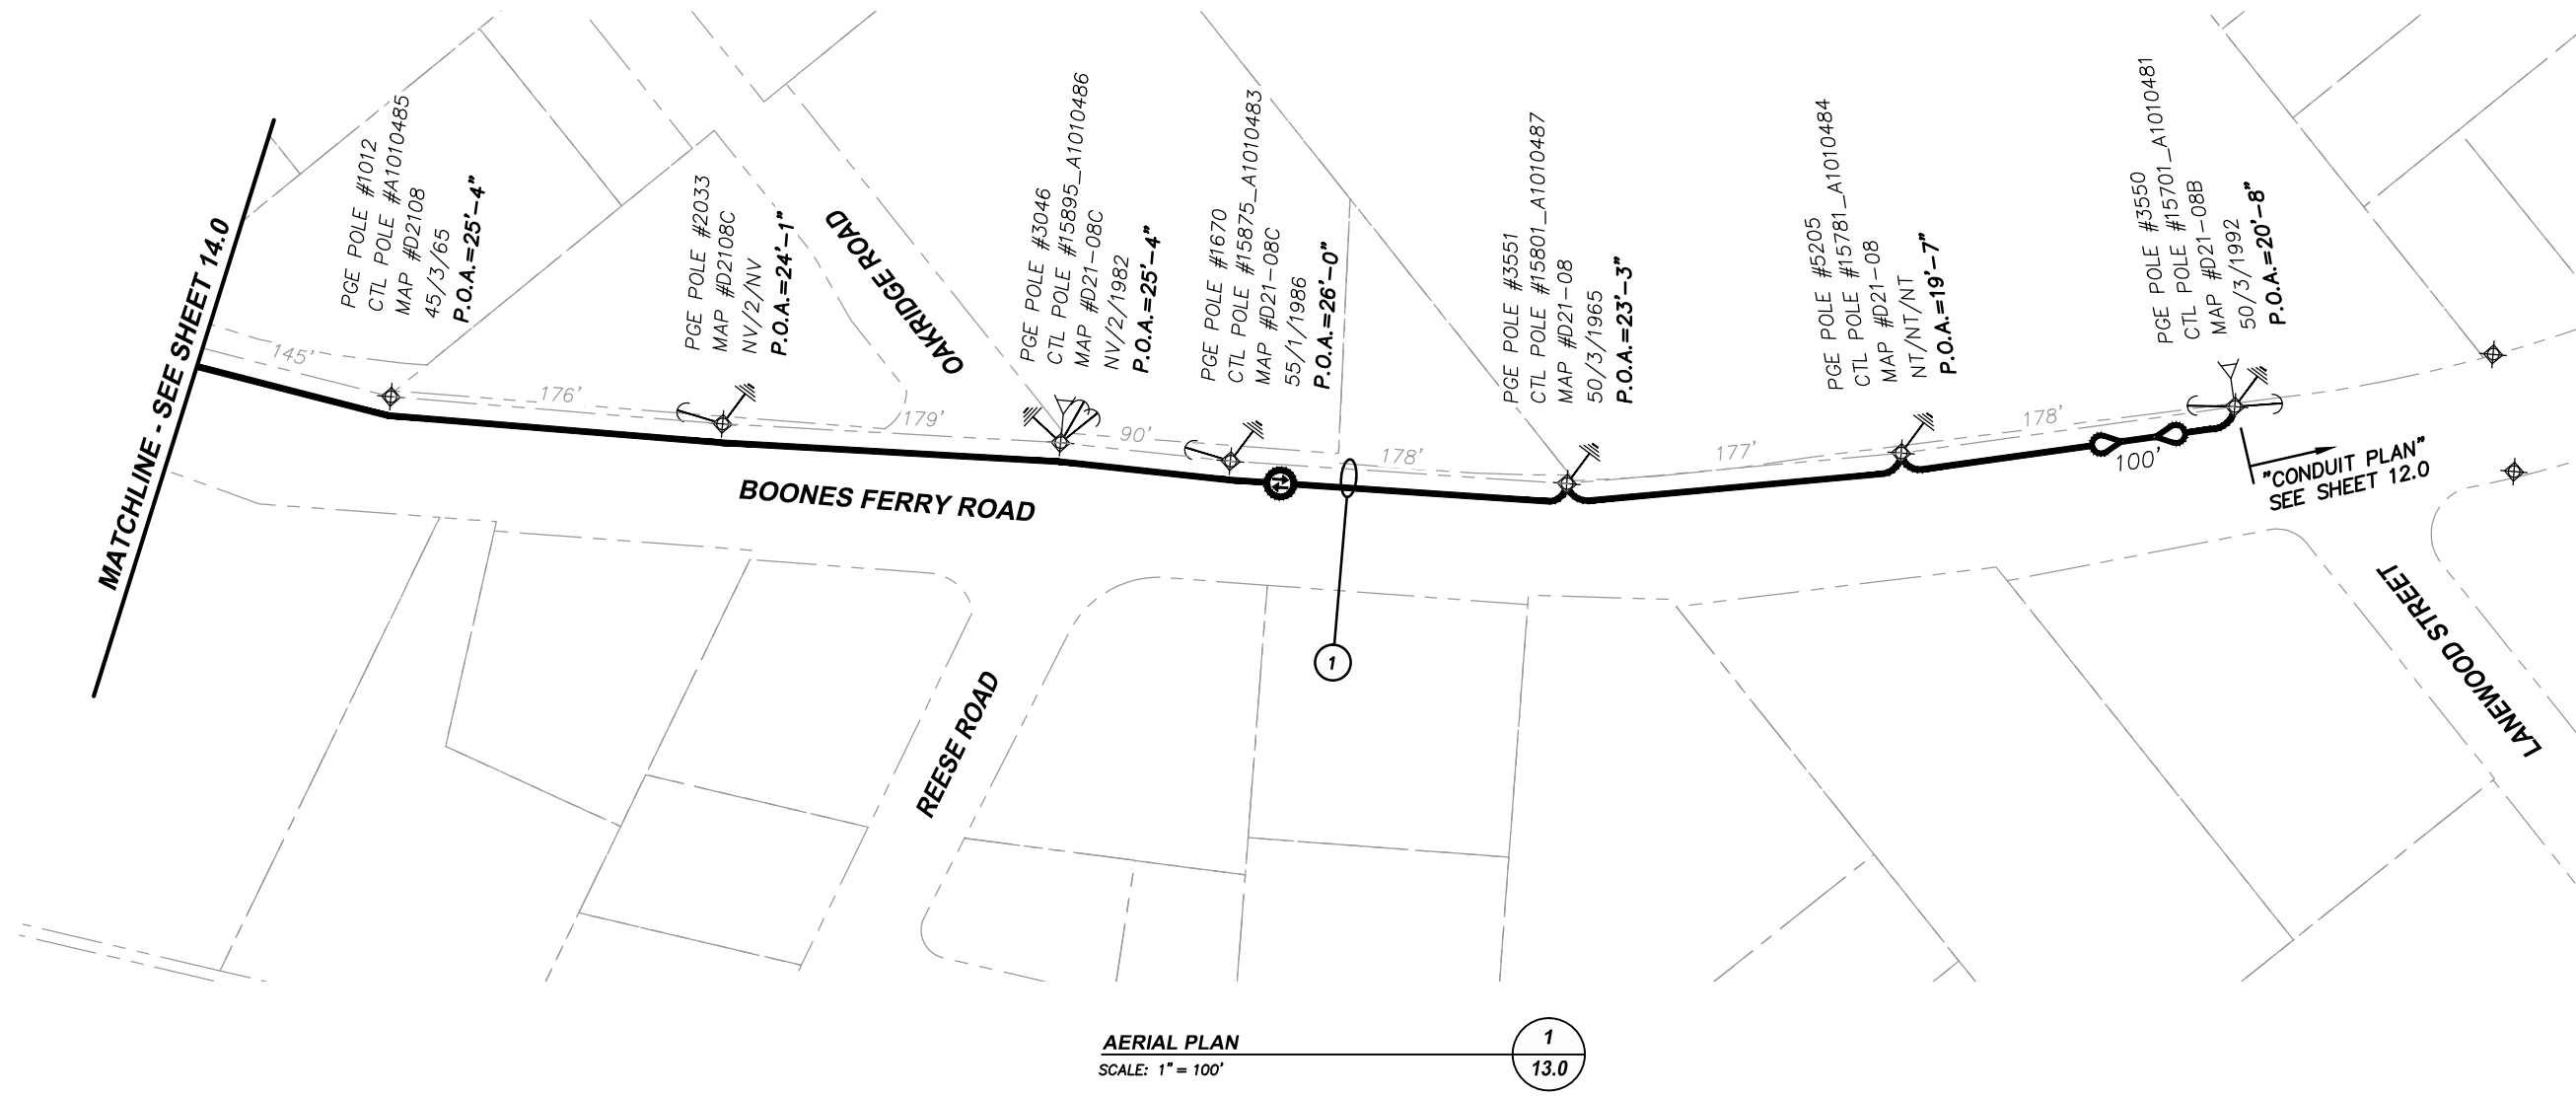 MATCHLINE - SEE SHEET 14.0
145'
PGE POLE #1012
CTL POLE #A1010485
MAP #D2108
45/3/65
P.O.A.=25'-4"
176'
PGE POLE #2033
MAP #D2108C
NV/2/NV
P.O.A.=24'-1"
OAKRIDGE ROAD
179'
PGE POLE #3046
CTL POLE #15895_A1010486
MAP #D21-08C
NV/2/1982
P.O.A.=25'-4"
90'
PGE POLE #1670
CTL POLE #15875_A1010483
MAP #D21-08C
55/1/1986
P.O.A.=26'-0"
178'
PGE POLE #3551
CTL POLE #15801_A1010487
MAP #D21-08
50/3/1965
P.O.A.=23'-3"
177'
PGE POLE #5205
CTL POLE #15781_A1010484
MAP #D21-08
NT/NT/NT
P.O.A.=19'-7"
178'
PGE POLE #3550
CTL POLE #15701_A1010481
MAP #D21-08B
50/3/1992
P.O.A.=20'-8"
100'
"CONDUIT PLAN"
SEE SHEET 12.0
BOONES FERRY ROAD
REESE ROAD
LANEWOOD STREET
1
AERIAL PLAN
SCALE: 1" = 100'
1
13.0